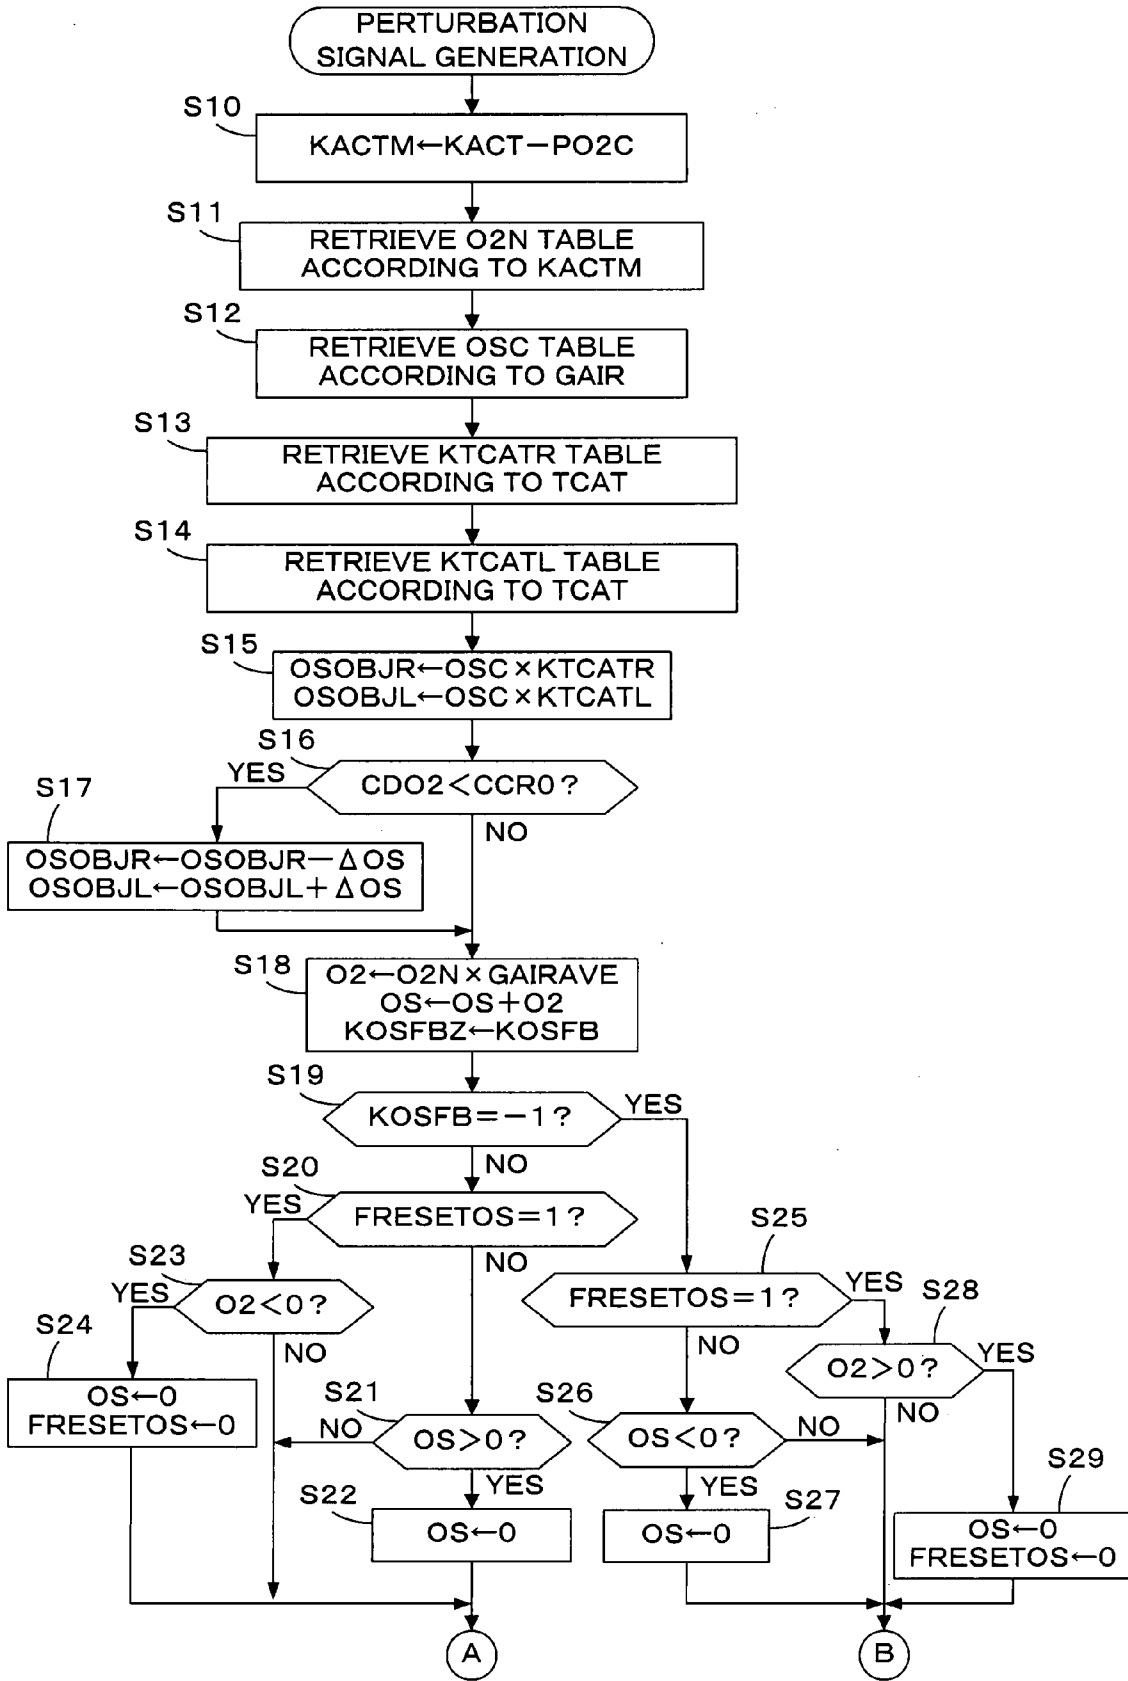 PERTURBATION
SIGNAL GENERATION
S10
KACTM←KACT−PO2C
S11
RETRIEVE O2N TABLE
ACCORDING TO KACTM
S12
RETRIEVE OSC TABLE
ACCORDING TO GAIR
S13
RETRIEVE KTCATR TABLE
ACCORDING TO TCAT
S14
RETRIEVE KTCATL TABLE
ACCORDING TO TCAT
S15
OSOBJR←OSC×KTCATR
OSOBJL←OSC×KTCATL
S16
CDO2<CCR0?
YES
NO
S17
OSOBJR←OSOBJR−ΔOS
OSOBJL←OSOBJL+ΔOS
S18
O2←O2N×GAIRAVE
OS←OS+O2
KOSFBZ←KOSFB
S19
KOSFB=−1?
YES
NO
S20
FRESETOS=1?
YES
NO
S23
O2<0?
YES
NO
S24
OS←0
FRESETOS←0
S21
OS>0?
NO
YES
S22
OS←0
S25
FRESETOS=1?
YES
NO
S28
O2>0?
YES
NO
S26
OS<0?
NO
YES
S27
OS←0
S29
OS←0
FRESETOS←0
A
B